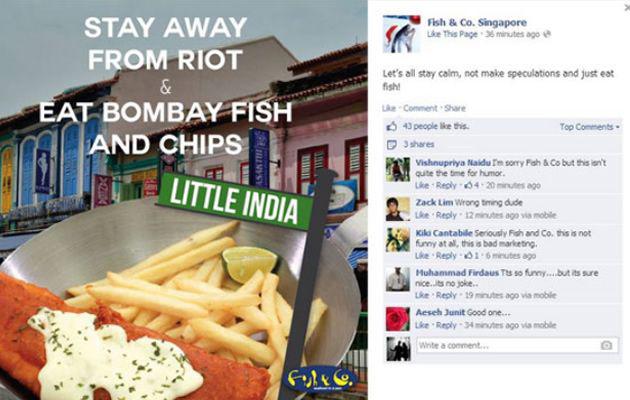 STAY AWAY
FROM RIOT
&
EAT BOMBAY FISH
AND CHIPS
LITTLE INDIA
Fish & Co.
Fish & Co. Singapore
Like This Page · 36 minutes ago
Let's all stay calm, not make speculations and just eat
fish!
Like · Comment · Share
43 people like this.
Top Comments
3 shares
Vishnupriya Naidu I'm sorry Fish & Co but this isn't
quite the time for humor.
Like · Reply · 4 · 20 minutes ago
Zack Lim Wrong timing dude
Like · Reply · 12 minutes ago via mobile
Kiki Cantabile Seriously Fish and Co. this is not
funny at all, this is bad marketing.
Like · Reply · 1 · 6 minutes ago
Muhammad Firdaus Tts so funny....but its sure
nice..its no joke..
Like · Reply · 19 minutes ago via mobile
Aeseh Junit Good one...
Like · Reply · 34 minutes ago via mobile
Write a comment...